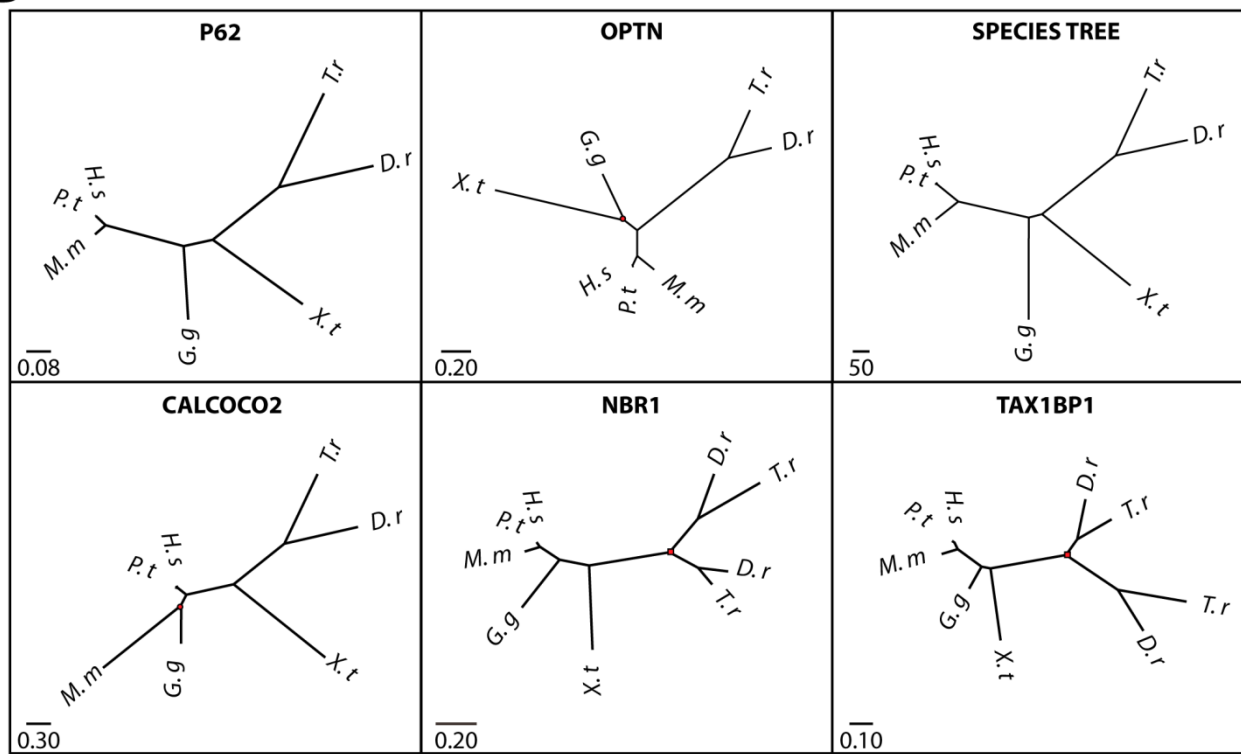 P62
T.r
D.r
H.s
P.t
M.m
G.g
X.t
0.08
OPTN
T.r
D.r
G.g
X.t
H.s
P.t
M.m
0.20
SPECIES TREE
T.r
D.r
H.s
P.t
M.m
G.g
X.t
50
CALCOCO2
T.r
D.r
H.s
P.t
M.m
G.g
X.t
0.30
NBR1
D.r
T.r
H.s
P.t
M.m
D.r
T.r
G.g
X.t
0.20
TAX1BP1
D.r
T.r
H.s
P.t
M.m
G.g
X.t
T.r
D.r
0.10